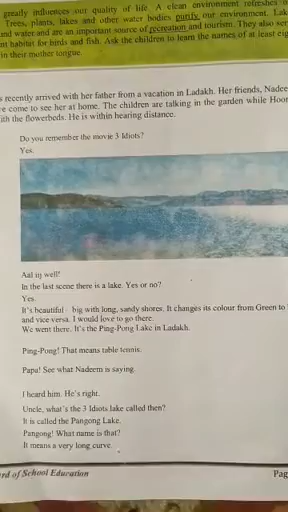 greatly influences our quality of life. A clean environment refreshes
Trees, plants, lakes and other water bodies purify our environment. Lak
and water and are an important source of recreation and tourism. They also ser
nt habitat for birds and fish. Ask the children to learn the names of at least eig
in their mother tongue.
s recently arrived with her father from a vacation in Ladakh. Her friends, Nadee
e come to see her at home. The children are talking in the garden while Hoor
ith the flowerbeds. He is within hearing distance.
Do you remember the movie 3 Idiots?
Yes.
Aal iz well!
In the last scene there is a lake. Yes or no?
Yes.
It's beautiful – big with long, sandy shores. It changes its colour from Green to
and vice versa. I would love to go there.
We went there. It's the Ping-Pong Lake in Ladakh.
Ping-Pong! That means table tennis.
Papa! See what Nadeem is saying.
I heard him. He's right.
Uncle, what's the 3 Idiots lake called then?
It is called the Pangong Lake.
Pangong! What name is that?
It means a very long curve.
rd of School Education
Pag